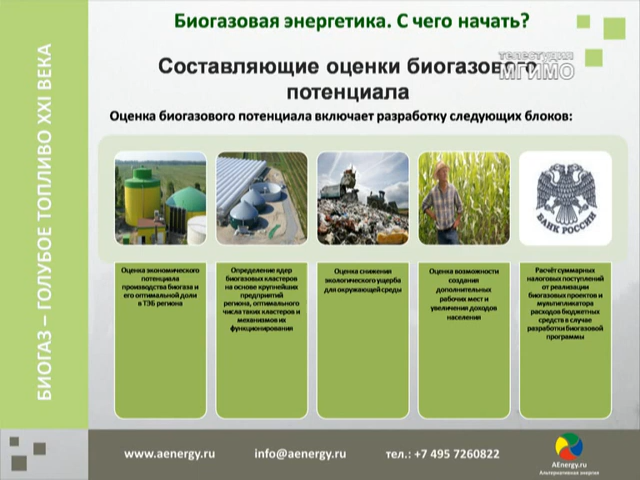 Биогазовая энергетика. С чего начать?
телестудия
МГИМО
Составляющие оценки биогазового
потенциала
Оценка биогазового потенциала включает разработку следующих блоков:
БИОГАЗ – ГОЛУБОЕ ТОПЛИВО XXI ВЕКА
БАНК РОССИИ
Оценка экономического
потенциала
производства биогаза и
его оптимальной доли
в ТЭБ региона
Определение ядер
биогазовых кластеров
на основе крупнейших
предприятий
региона, оптимального
числа таких кластеров и
механизмов их
функционирования
Оценка снижения
экологического ущерба
для окружающей среды
Оценка возможности
создания
дополнительных
рабочих мест и
увеличения доходов
населения
Расчёт суммарных
налоговых поступлений
от реализации
биогазовых проектов и
мультипликатора
расходов бюджетных
средств в случае
разработки биогазовой
программы
www.aenergy.ru
info@aenergy.ru
тел.: +7 495 7260822
AEnergy.ru
Альтернативная энергия